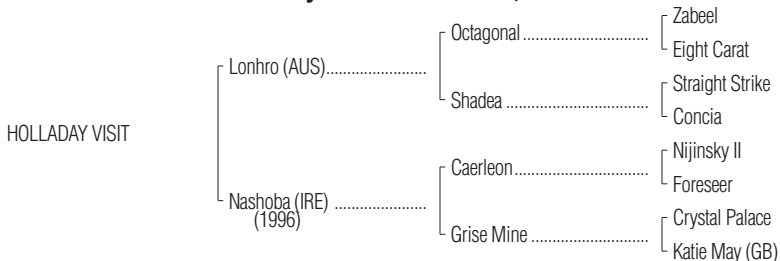 Zabeel
Octagonal
Eight Carat
Lonhro (AUS)
Straight Strike
Shadea
Concia
HOLLADAY VISIT
Nijinsky II
Caerleon
Foreseer
Nashoba (IRE)
(1996)
Crystal Palace
Grise Mine
Katie May (GB)